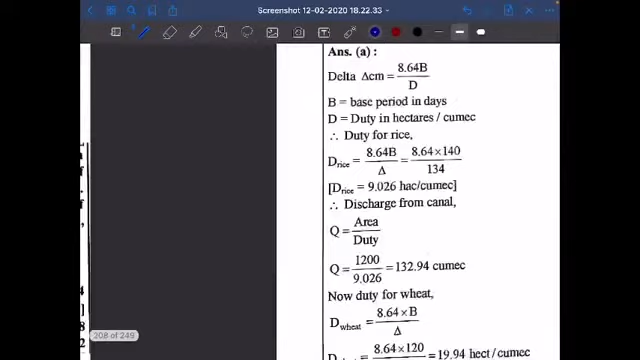 Screenshot 12-02-2020 18.22.33
Ans. (a) :
Delta Δcm = 8.64B / D
B = base period in days
D = Duty in hectares / cumec
∴ Duty for rice,
D_rice = 8.64B / Δ = 8.64×140 / 134
[D_rice = 9.026 hac/cumec]
∴ Discharge from canal,
Q = Area / Duty
Q = 1200 / 9.026 = 132.94 cumec
Now duty for wheat,
D_wheat = 8.64×B / Δ
8.64×120 = 19.94 hect/cumec
208 of 249